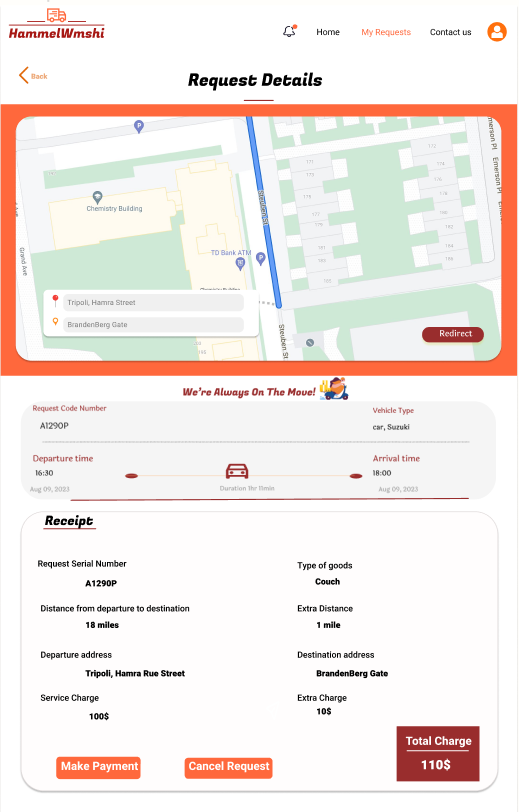 HammelWmshi
Home
My Requests
Contact us
Back
Request Details
Chemistry Building
TD Bank ATM
Grand Ave
Emerson Pl
Steuben St
Tripoli, Hamra Street
BrandenBerg Gate
Redirect
We're Always On The Move!
Request Code Number
Vehicle Type
A1290P
car, Suzuki
Departure time
Arrival time
16:30
18:00
Aug 09, 2023
Duration 1hr 11min
Aug 09, 2023
Receipt
Request Serial Number
Type of goods
A1290P
Couch
Distance from departure to destination
Extra Distance
18 miles
1 mile
Departure address
Destination address
Tripoli, Hamra Rue Street
BrandenBerg Gate
Service Charge
Extra Charge
100$
10$
Total Charge
110$
Make Payment
Cancel Request